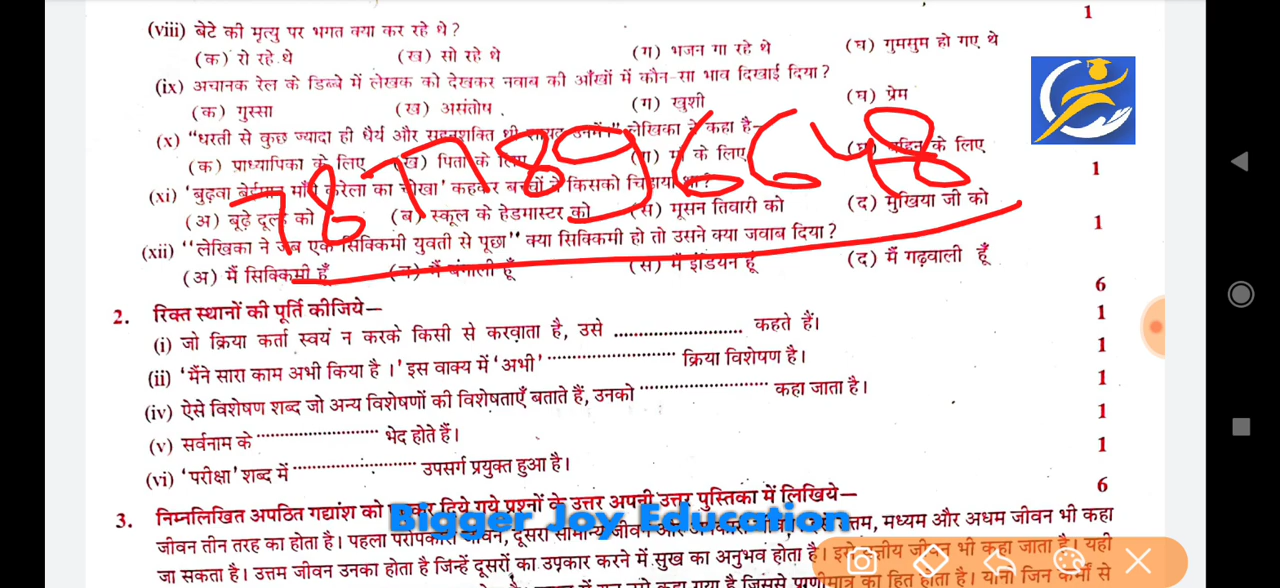 (viii) बेटे की मृत्यु पर भगत क्या कर रहे थे?
1
(क) रो रहे थे (ख) सो रहे थे (ग) भजन गा रहे थे (घ) गुमसुम हो गए थे
(ix) अचानक रेल के डिब्बे में लेखक को देखकर नवाब की आँखों में कौन-सा भाव दिखाई दिया?
(क) गुस्सा (ख) असंतोष (ग) खुशी (घ) प्रेम
(x) "धरती से कुछ ज्यादा ही धैर्य और सहनशक्ति थी शायद उनमें।" लेखिका ने कहा है—
(क) प्राध्यापिका के लिए (ख) पिता के लिए (ग) माँ के लिए (घ) बहिन के लिए
7877896648
(xi) 'बुढ़वा बेईमान माँगे करेला का चोखा' कहकर बच्चों ने किसको चिढ़ाया था?
1
(अ) बूढ़े दूल्हे को (ब) स्कूल के हेडमास्टर को (स) मूसन तिवारी को (द) मुखिया जी को
(xii) "लेखिका ने जब एक सिक्किमी युवती से पूछा" क्या सिक्किमी हो तो उसने क्या जवाब दिया?
1
(अ) मैं सिक्किमी हूँ (ब) मैं बंगाली हूँ (स) मैं इंडियन हूँ (द) मैं गढ़वाली हूँ
2. रिक्त स्थानों की पूर्ति कीजिये— 6
(i) जो क्रिया कर्ता स्वयं न करके किसी से करवाता है, उसे ........................ कहते हैं। 1
(ii) 'मैंने सारा काम अभी किया है।' इस वाक्य में 'अभी' ........................ क्रिया विशेषण है। 1
(iv) ऐसे विशेषण शब्द जो अन्य विशेषणों की विशेषताएँ बताते हैं, उनको ........................ कहा जाता है। 1
(v) सर्वनाम के ........................ भेद होते हैं। 1
(vi) 'परीक्षा' शब्द में ........................ उपसर्ग प्रयुक्त हुआ है। 1
3. निम्नलिखित अपठित गद्यांश को पढ़कर दिये गये प्रश्नों के उत्तर अपनी उत्तर पुस्तिका में लिखिये— 6
Bigger Joy Education
जीवन तीन तरह का होता है। पहला परोपकारी जीवन, दूसरा सामान्य जीवन और उत्तम, मध्यम और अधम जीवन भी कहा
जा सकता है। उत्तम जीवन उनका होता है जिन्हें दूसरों का उपकार करने में सुख का अनुभव होता है। जीवन भी कहा जाता है। यही